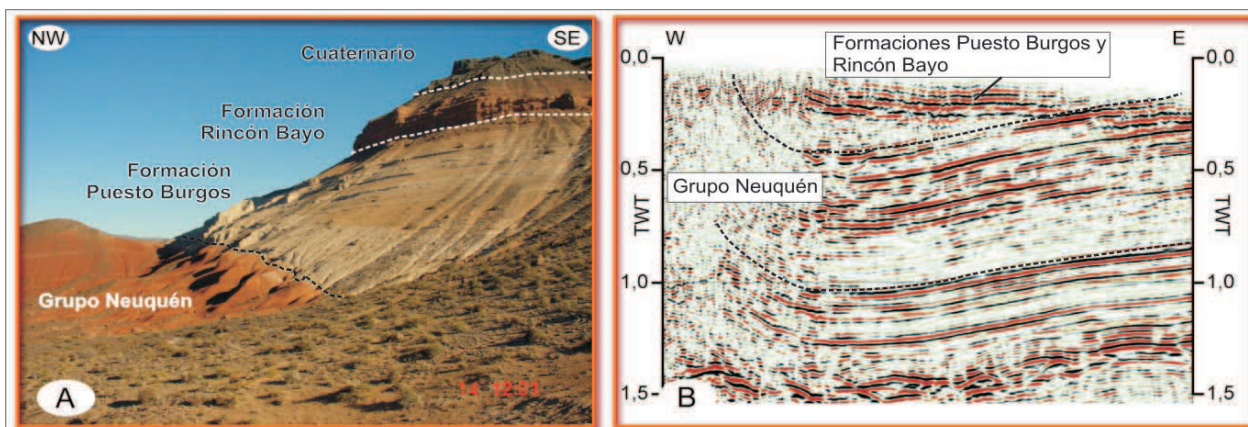 NW
SE
Cuaternario
Formación
Rincón Bayo
Formación
Puesto Burgos
Grupo Neuquén
A
14 12:01
W
E
Formaciones Puesto Burgos y
Rincón Bayo
0.0
0.0
0,5
0,5
Grupo Neuquén
TWT
TWT
1,0
1,0
1,5
1,5
B